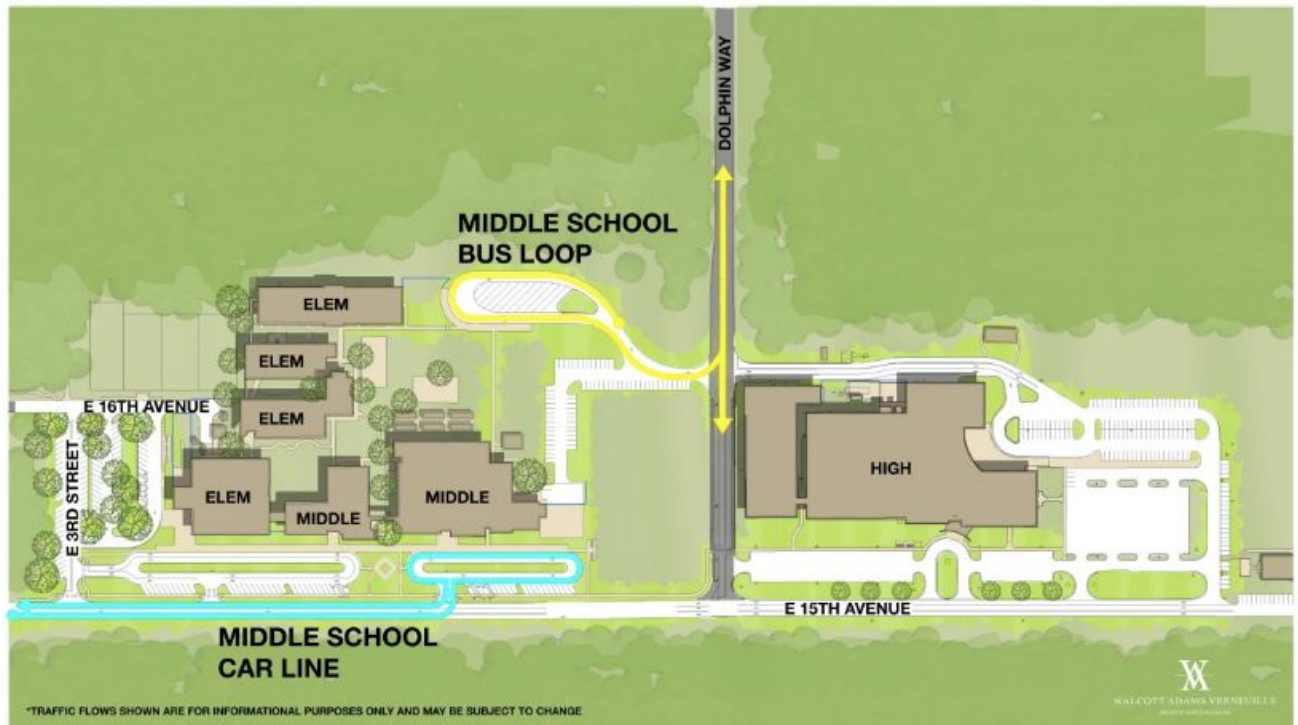 DOLPHIN WAY
MIDDLE SCHOOL
BUS LOOP
ELEM
ELEM
ELEM
E 16TH AVENUE
E 3RD STREET
ELEM
MIDDLE
MIDDLE
HIGH
E 15TH AVENUE
MIDDLE SCHOOL
CAR LINE
*TRAFFIC FLOWS SHOWN ARE FOR INFORMATIONAL PURPOSES ONLY AND MAY BE SUBJECT TO CHANGE
WALCOTT ADAMS VERNEUILLE